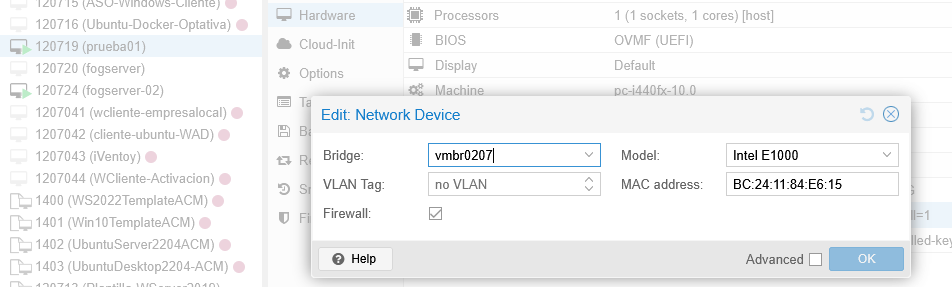 120715 (ASO-Windows-Cliente)
120716 (Ubuntu-Docker-Optativa)
120719 (prueba01)
120720 (fogserver)
120724 (fogserver-02)
1207041 (wcliente-empresalocal)
1207042 (cliente-ubuntu-WAD)
1207043 (iVentoy)
1207044 (WCliente-Activacion)
1400 (WS2022TemplateACM)
1401 (Win10TemplateACM)
1402 (UbuntuServer2204ACM)
1403 (UbuntuDesktop2204-ACM)
Hardware
Cloud-Init
Options
Ta
Ba
Re
Sn
Fi
Processors 1 (1 sockets, 1 cores) [host]
BIOS OVMF (UEFI)
Display Default
Machine pc-i440fx-10.0
Edit: Network Device
Bridge: vmbr0207 Model: Intel E1000
VLAN Tag: no VLAN MAC address: BC:24:11:84:E6:15
Firewall:
Help Advanced OK
G
ll=1
lled-key